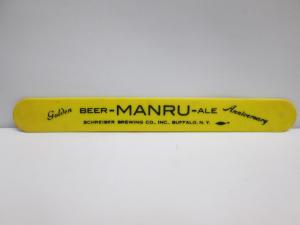 Golden BEER-MANRU-ALE Anniversary
SCHREIBER BREWING CO., INC., BUFFALO, N. Y.